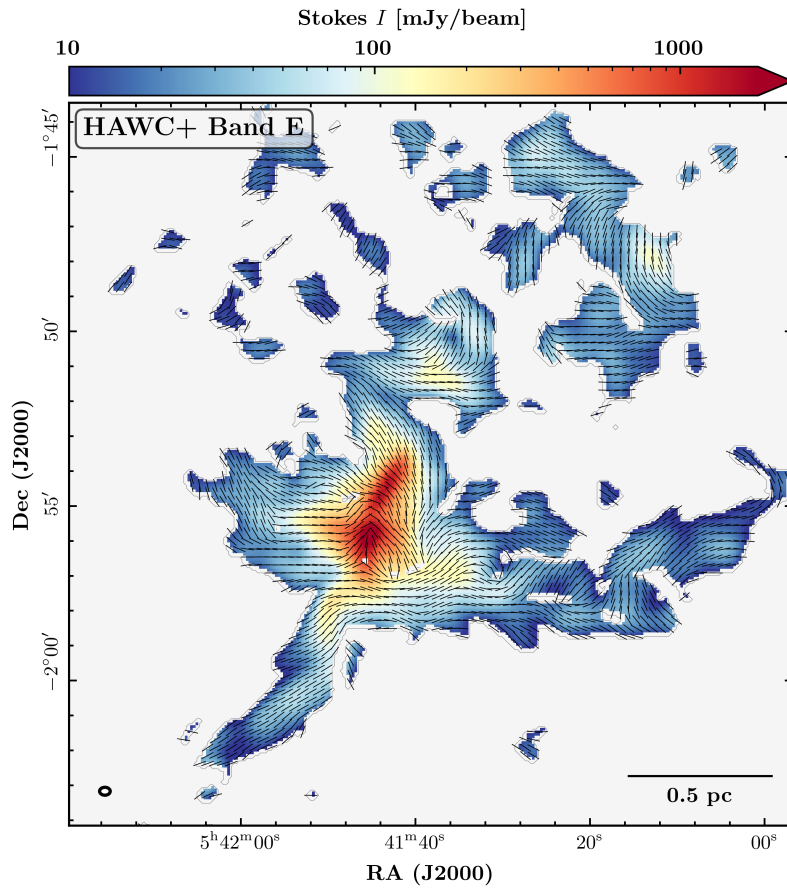 Stokes I [mJy/beam]
10 100 1000
HAWC+ Band E
−1°45′
50′
55′
−2°00′
Dec (J2000)
0.5 pc
5ʰ42ᵐ00ˢ 41ᵐ40ˢ 20ˢ 00ˢ
RA (J2000)